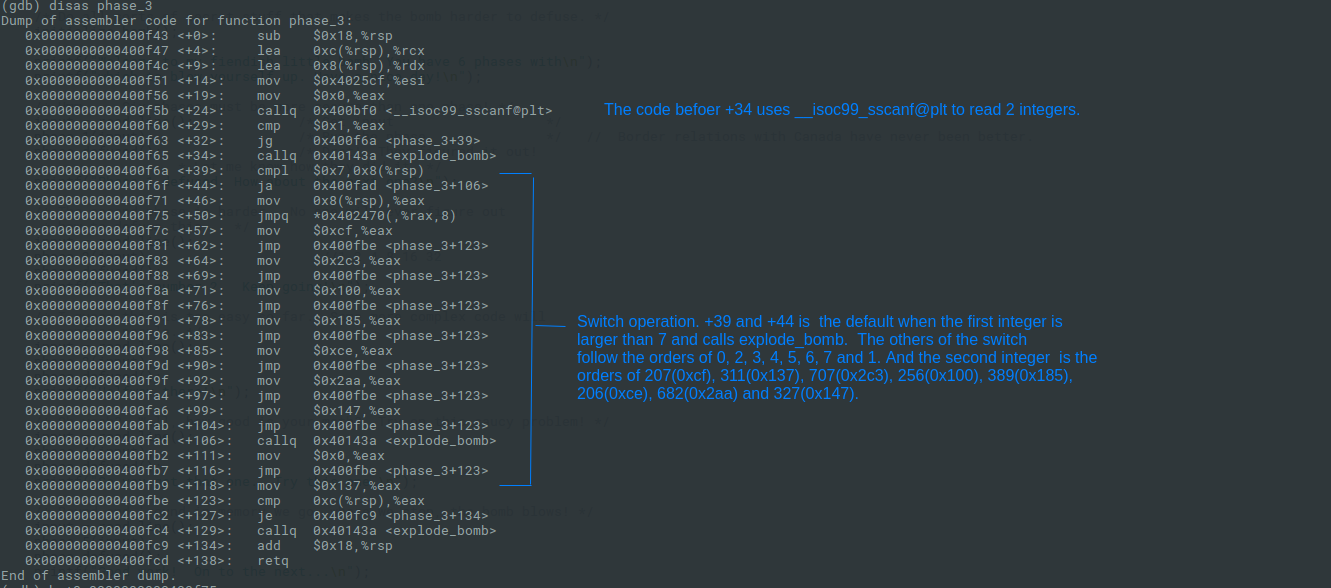 (gdb) disas phase_3
Dump of assembler code for function phase_3:
0x0000000000400f43 <+0>: sub $0x18,%rsp
0x0000000000400f47 <+4>: lea 0xc(%rsp),%rcx
0x0000000000400f4c <+9>: lea 0x8(%rsp),%rdx
0x0000000000400f51 <+14>: mov $0x4025cf,%esi
0x0000000000400f56 <+19>: mov $0x0,%eax
0x0000000000400f5b <+24>: callq 0x400bf0 <__isoc99_sscanf@plt>
The code befoer +34 uses __isoc99_sscanf@plt to read 2 integers.
0x0000000000400f60 <+29>: cmp $0x1,%eax
0x0000000000400f63 <+32>: jg 0x400f6a <phase_3+39>
0x0000000000400f65 <+34>: callq 0x40143a <explode_bomb>
0x0000000000400f6a <+39>: cmpl $0x7,0x8(%rsp)
0x0000000000400f6f <+44>: ja 0x400fad <phase_3+106>
0x0000000000400f71 <+46>: mov 0x8(%rsp),%eax
0x0000000000400f75 <+50>: jmpq *0x402470(,%rax,8)
0x0000000000400f7c <+57>: mov $0xcf,%eax
0x0000000000400f81 <+62>: jmp 0x400fbe <phase_3+123>
0x0000000000400f83 <+64>: mov $0x2c3,%eax
0x0000000000400f88 <+69>: jmp 0x400fbe <phase_3+123>
0x0000000000400f8a <+71>: mov $0x100,%eax
0x0000000000400f8f <+76>: jmp 0x400fbe <phase_3+123>
0x0000000000400f91 <+78>: mov $0x185,%eax
0x0000000000400f96 <+83>: jmp 0x400fbe <phase_3+123>
0x0000000000400f98 <+85>: mov $0xce,%eax
0x0000000000400f9d <+90>: jmp 0x400fbe <phase_3+123>
0x0000000000400f9f <+92>: mov $0x2aa,%eax
0x0000000000400fa4 <+97>: jmp 0x400fbe <phase_3+123>
0x0000000000400fa6 <+99>: mov $0x147,%eax
0x0000000000400fab <+104>: jmp 0x400fbe <phase_3+123>
0x0000000000400fad <+106>: callq 0x40143a <explode_bomb>
0x0000000000400fb2 <+111>: mov $0x0,%eax
0x0000000000400fb7 <+116>: jmp 0x400fbe <phase_3+123>
0x0000000000400fb9 <+118>: mov $0x137,%eax
0x0000000000400fbe <+123>: cmp 0xc(%rsp),%eax
0x0000000000400fc2 <+127>: je 0x400fc9 <phase_3+134>
0x0000000000400fc4 <+129>: callq 0x40143a <explode_bomb>
0x0000000000400fc9 <+134>: add $0x18,%rsp
0x0000000000400fcd <+138>: retq
End of assembler dump.
Switch operation. +39 and +44 is the default when the first integer is
larger than 7 and calls explode_bomb. The others of the switch
follow the orders of 0, 2, 3, 4, 5, 6, 7 and 1. And the second integer is the
orders of 207(0xcf), 311(0x137), 707(0x2c3), 256(0x100), 389(0x185),
206(0xce), 682(0x2aa) and 327(0x147).